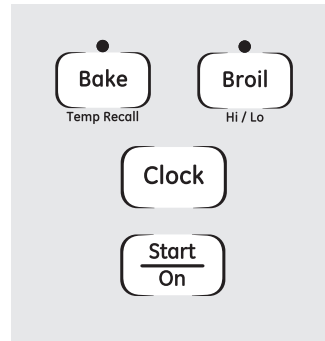 Bake Broil
Temp Recall Hi / Lo
Clock
Start
On